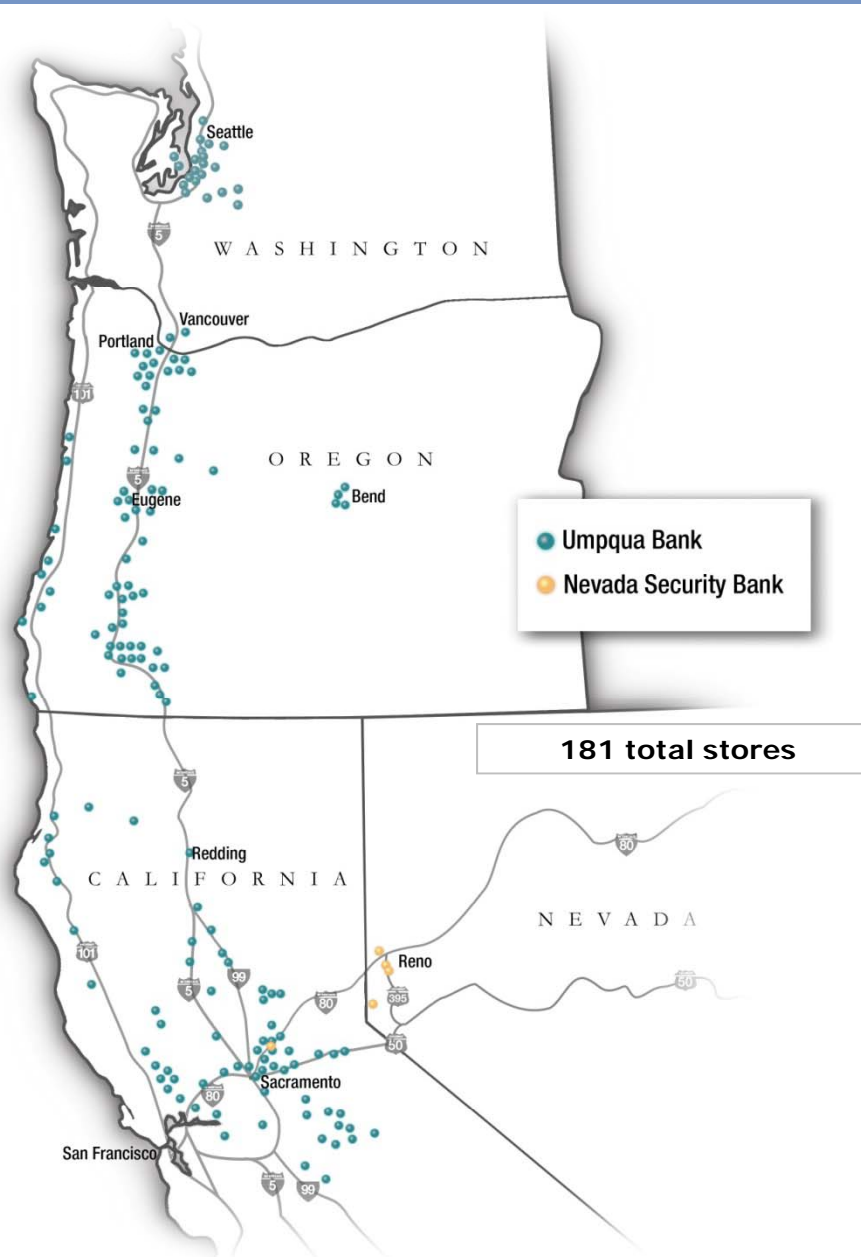 Seattle
5
WASHINGTON
Vancouver
Portland
101
OREGON
5
Eugene
Bend
Umpqua Bank
Nevada Security Bank
181 total stores
5
80
Redding
CALIFORNIA
NEVADA
101
Reno
99
5
80
395
50
50
Sacramento
80
San Francisco
5
99